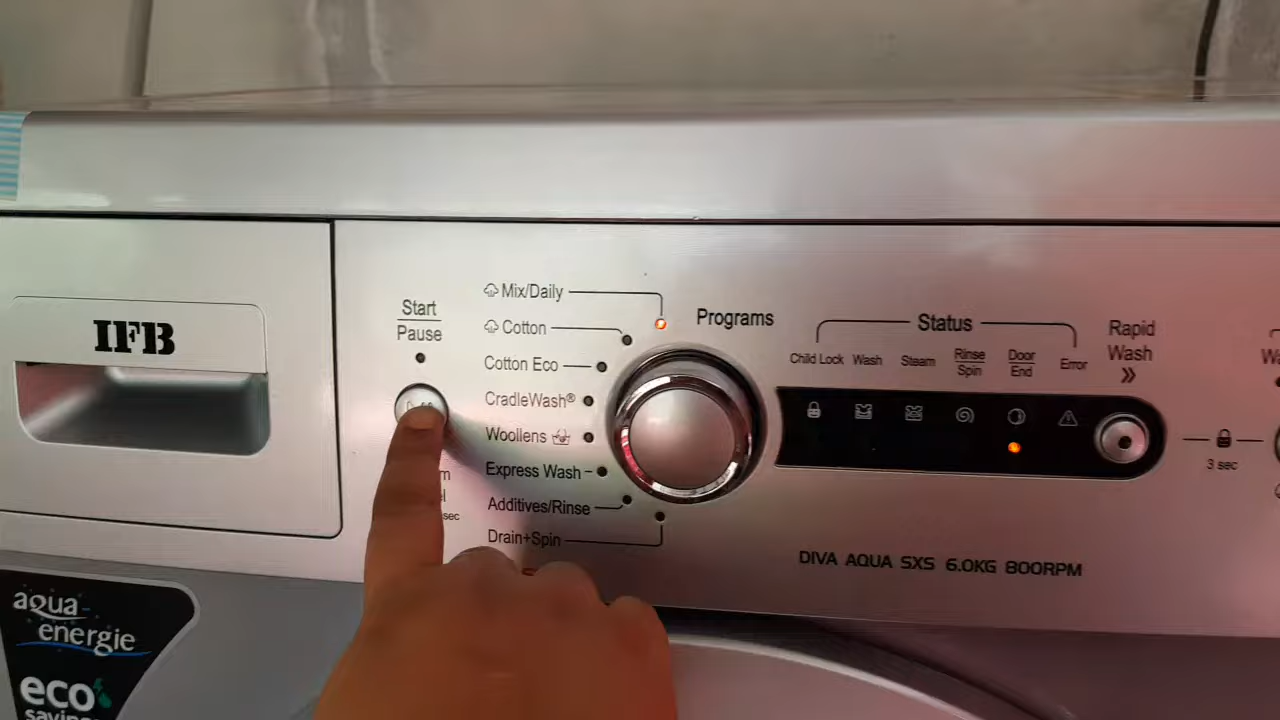 IFB
Start
Pause
sec
Mix/Daily
Cotton
Cotton Eco
CradleWash®
Woollens
Express Wash
Additives/Rinse
Drain+Spin
Programs
Status
Child Lock
Wash
Steam
Rinse
Spin
Door
End
Error
Rapid
Wash
3 sec
DIVA AQUA SXS 6.0KG 800RPM
aqua-
energie
eco